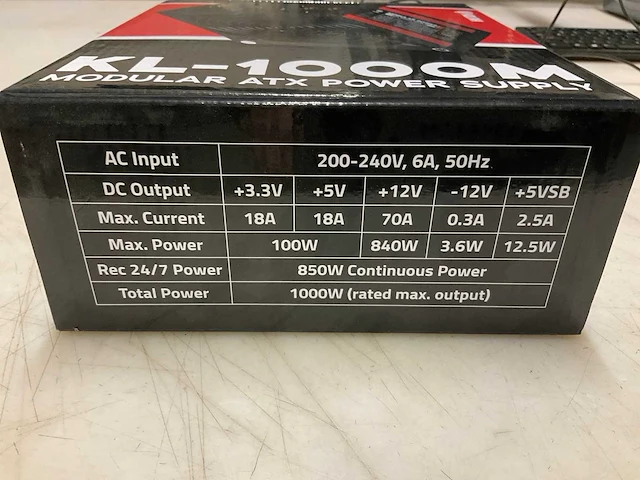 KL-1000M
MODULAR ATX POWER SUPPLY
AC Input 200-240V, 6A, 50Hz.
DC Output +3.3V +5V +12V -12V +5VSB
Max. Current 18A 18A 70A 0.3A 2.5A
Max. Power 100W 840W 3.6W 12.5W
Rec 24/7 Power 850W Continuous Power
Total Power 1000W (rated max. output)